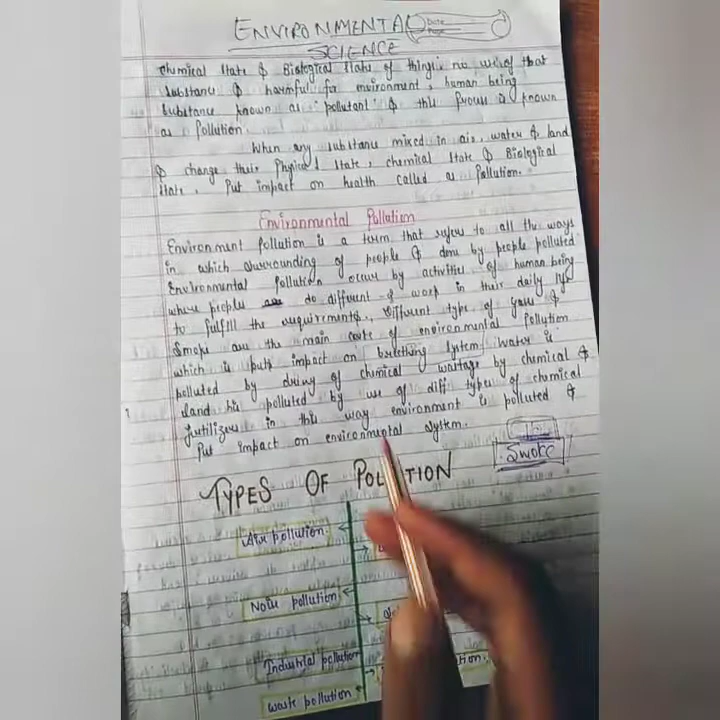 ENVIRONMENTAL
Date
Page
SCIENCE
chemical state & Biological state of things. no use of that
substance & harmful for environment, human being
substance known as 'pollutant' & this process is known
as Pollution.
When any substance mixed in air, water & land
& change their Physical state, chemical state & Biological
state. Put impact on health called as pollution.
Environmental Pollution
Environment Pollution is a term that refers to all the ways
in which surrounding of people & done by people polluted
Environmental Pollution occurs by activities of human being
where peoples do different & work in their daily life
to fulfill the requirements. Different type of gases &
Smoke are the main cause of environmental Pollution
which is puts impact on breathing system. Water is
polluted by of chemical wastage by chemical &
land polluted by use of diff types of chemical
in this way environment is polluted &
Put impact on environmental system.
Smoke
TYPES OF POLLUTION
Air pollution
Noise pollution
Industrial pollution
waste pollution